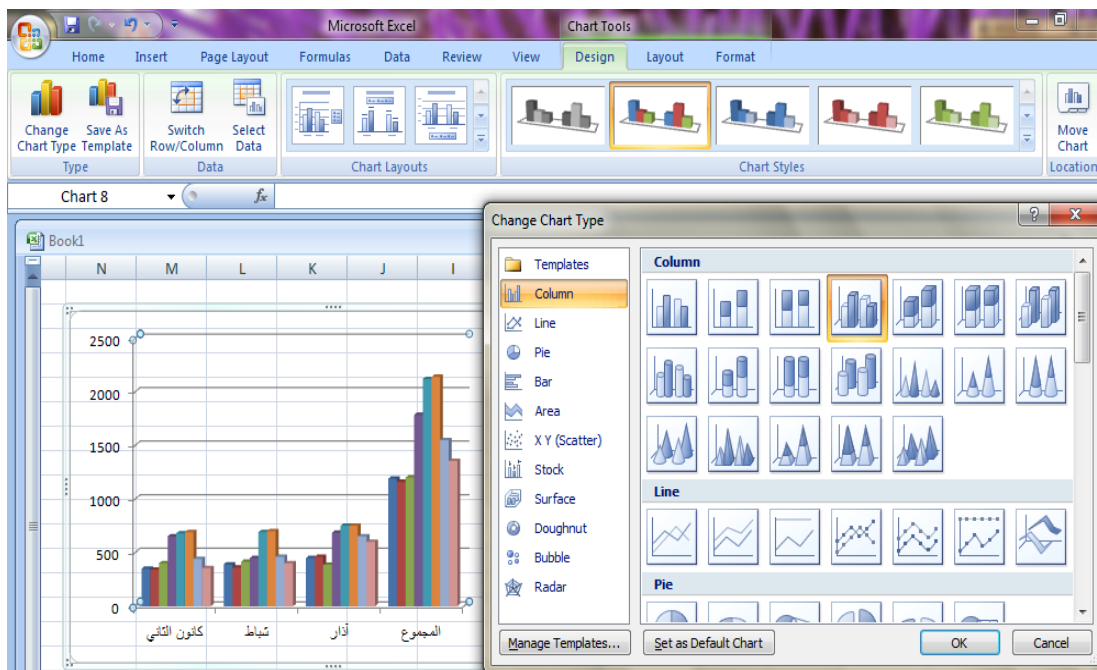 Microsoft Excel
Chart Tools
Home Insert Page Layout Formulas Data Review View Design Layout Format
Change Chart Type
Save As Template
Switch Row/Column
Select Data
Move Chart
Type
Data
Chart Layouts
Chart Styles
Location
Chart 8
fx
Book1
N M L K J I
2500
2000
1500
1000
500
0
كانون الثاني شباط أذار المجموع
Change Chart Type
Templates
Column
Line
Pie
Bar
Area
X Y (Scatter)
Stock
Surface
Doughnut
Bubble
Radar
Column
Line
Pie
Manage Templates...
Set as Default Chart
OK
Cancel